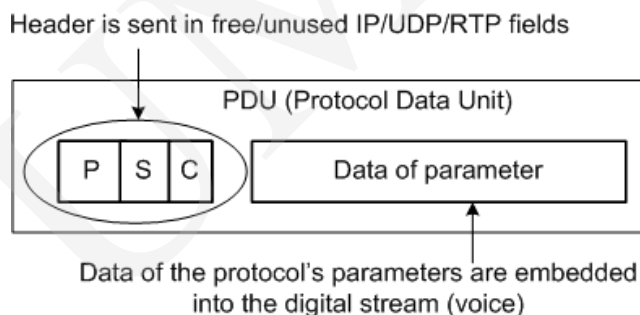 Header is sent in free/unused IP/UDP/RTP fields
PDU (Protocol Data Unit)
P S C Data of parameter
Data of the protocol's parameters are embedded
into the digital stream (voice)